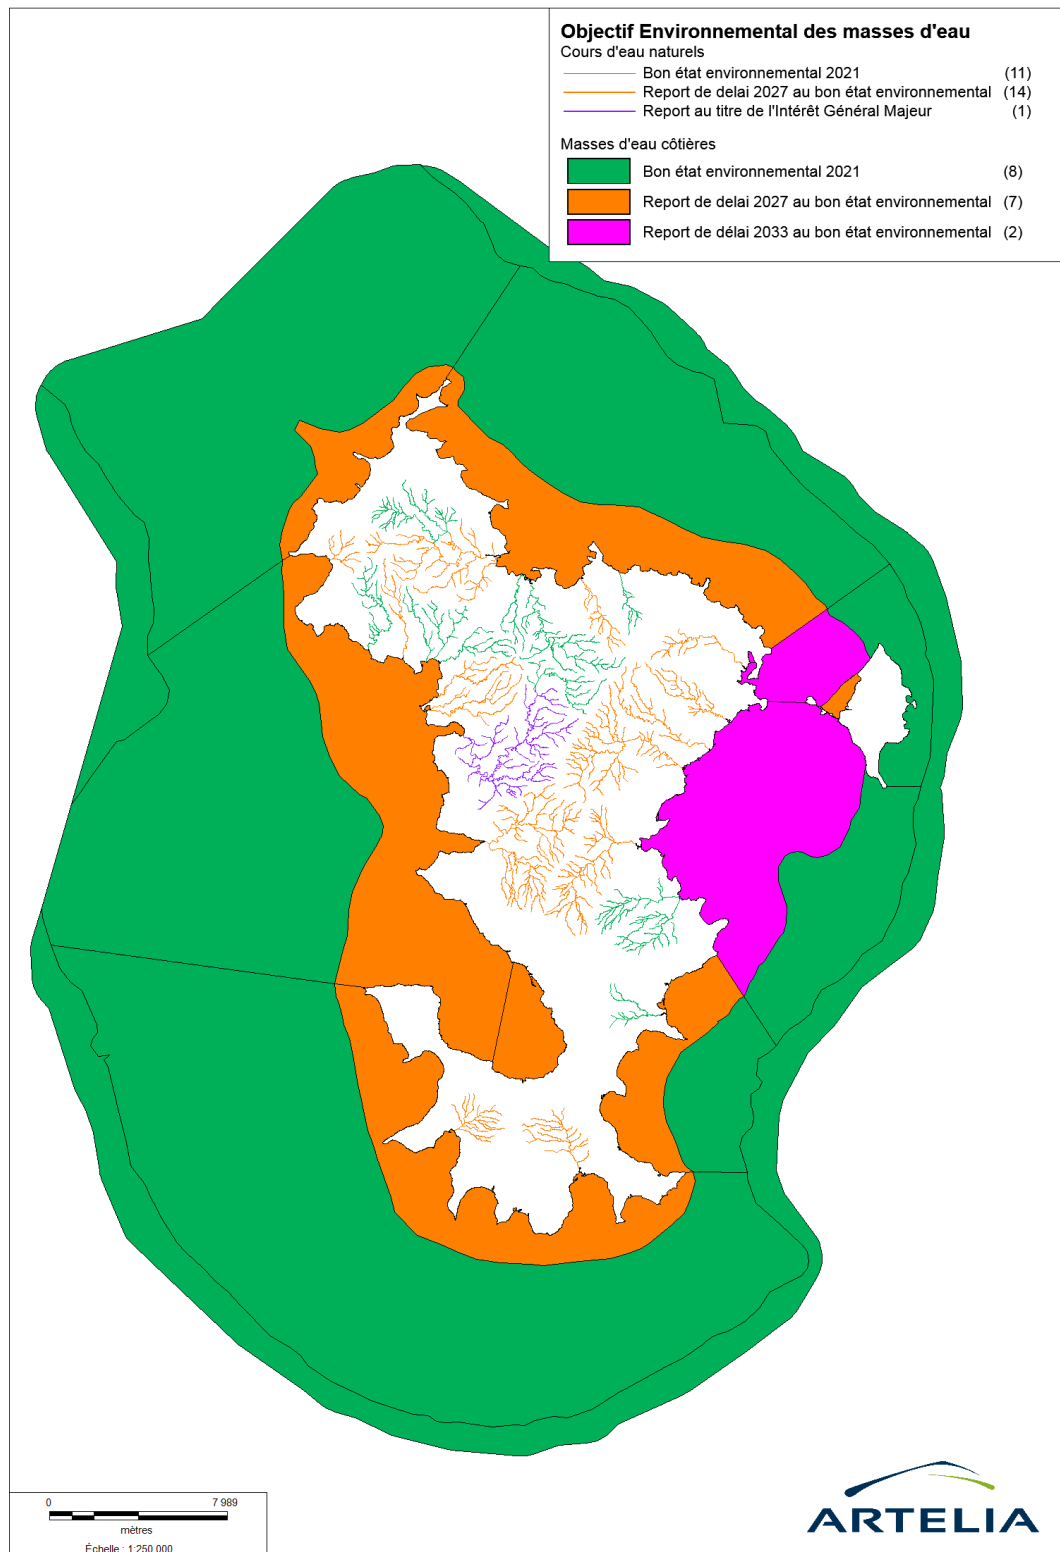 Objectif Environnemental des masses d'eau
Cours d'eau naturels
Bon état environnemental 2021 (11)
Report de delai 2027 au bon état environnemental (14)
Report au titre de l'Intérêt Général Majeur (1)
Masses d'eau côtières
Bon état environnemental 2021 (8)
Report de delai 2027 au bon état environnemental (7)
Report de délai 2033 au bon état environnemental (2)
0 7 989
mètres
Échelle : 1:250 000
ARTELIA